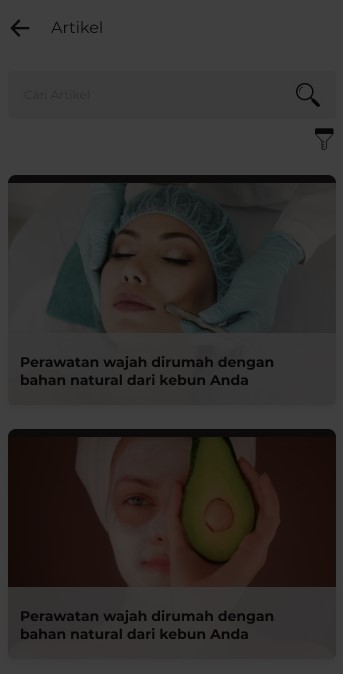 Artikel
Cari Artikel
Perawatan wajah dirumah dengan
bahan natural dari kebun Anda
Perawatan wajah dirumah dengan
bahan natural dari kebun Anda